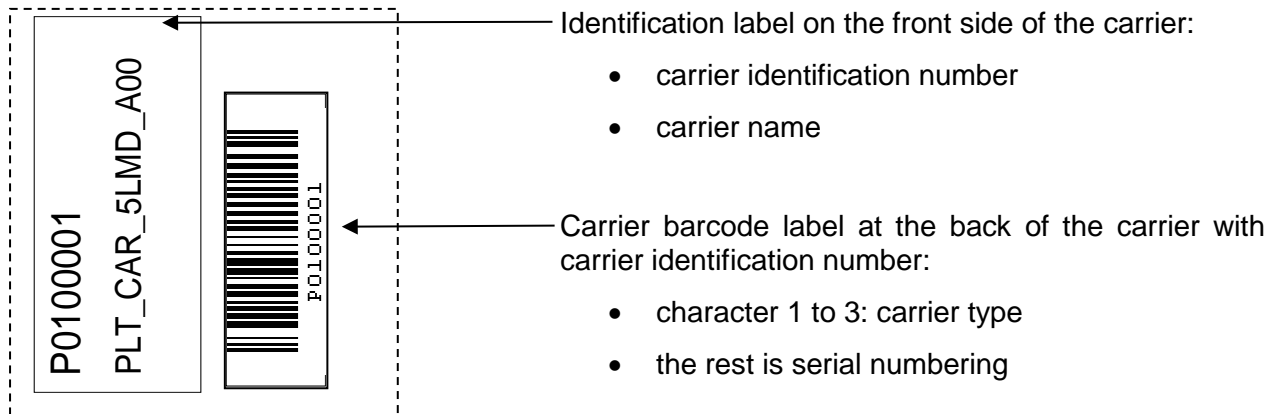 Identification label on the front side of the carrier:
• carrier identification number
• carrier name
P0100001
PLT_CAR_5LMD_A00
P0100001
Carrier barcode label at the back of the carrier with
carrier identification number:
• character 1 to 3: carrier type
• the rest is serial numbering